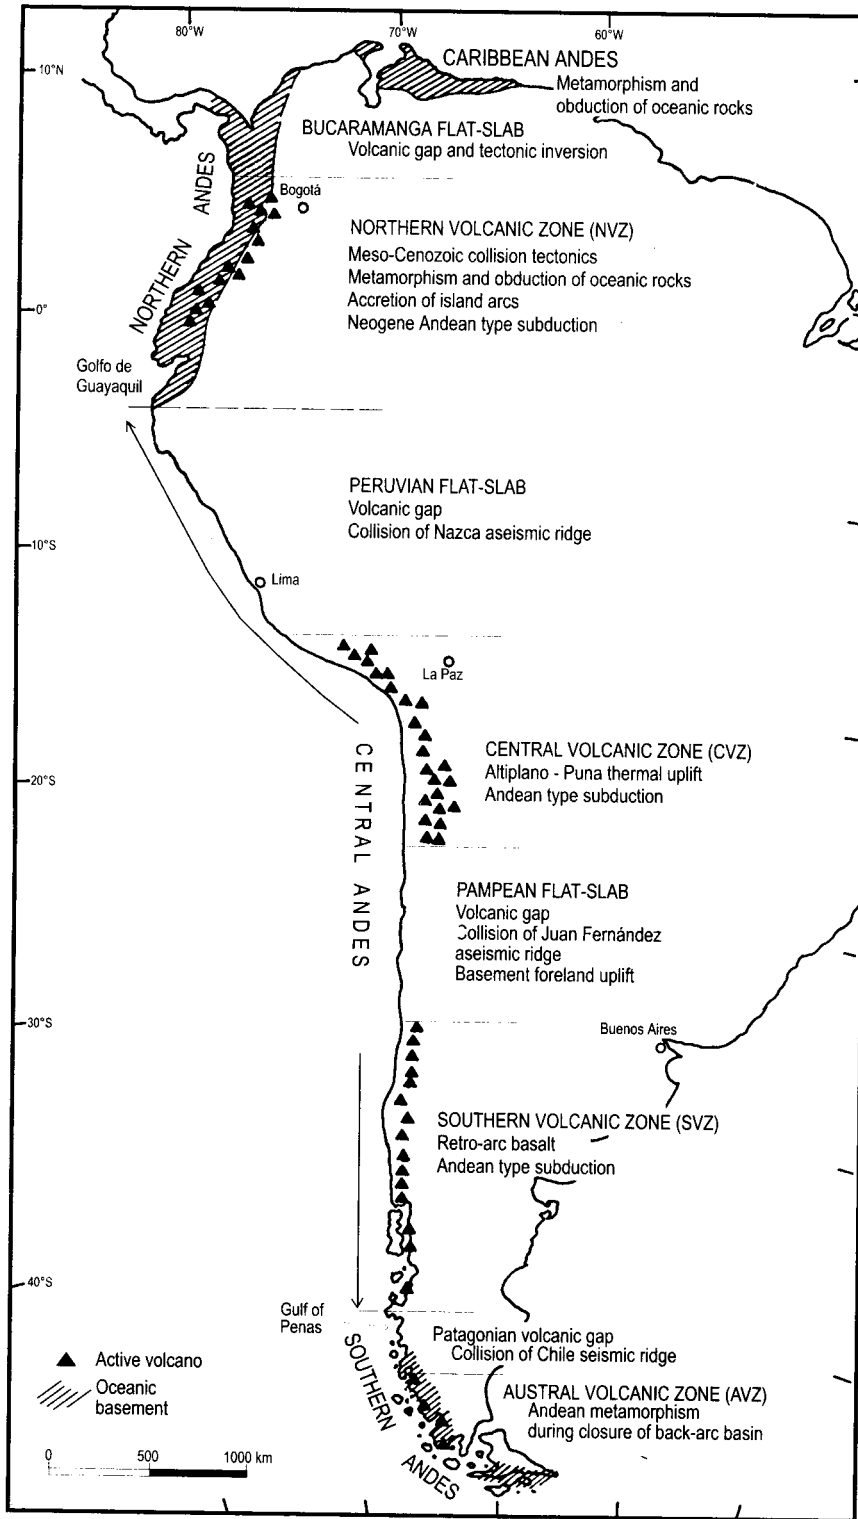 80°W
70°W
60°W
10°N
CARIBBEAN ANDES
Metamorphism and
obduction of oceanic rocks
BUCARAMANGA FLAT-SLAB
Volcanic gap and tectonic inversion
NORTHERN ANDES
Bogotá
NORTHERN VOLCANIC ZONE (NVZ)
Meso-Cenozoic collision tectonics
Metamorphism and obduction of oceanic rocks
Accretion of island arcs
Neogene Andean type subduction
0°
Golfo de
Guayaquil
PERUVIAN FLAT-SLAB
Volcanic gap
Collision of Nazca aseismic ridge
10°S
Lima
La Paz
CENTRAL ANDES
CENTRAL VOLCANIC ZONE (CVZ)
Altiplano - Puna thermal uplift
Andean type subduction
20°S
PAMPEAN FLAT-SLAB
Volcanic gap
Collision of Juan Fernández
aseismic ridge
Basement foreland uplift
30°S
Buenos Aires
SOUTHERN VOLCANIC ZONE (SVZ)
Retro-arc basalt
Andean type subduction
40°S
Gulf of
Penas
SOUTHERN ANDES
Patagonian volcanic gap
Collision of Chile seismic ridge
AUSTRAL VOLCANIC ZONE (AVZ)
Andean metamorphism
during closure of back-arc basin
Active volcano
Oceanic
basement
0 500 1000 km